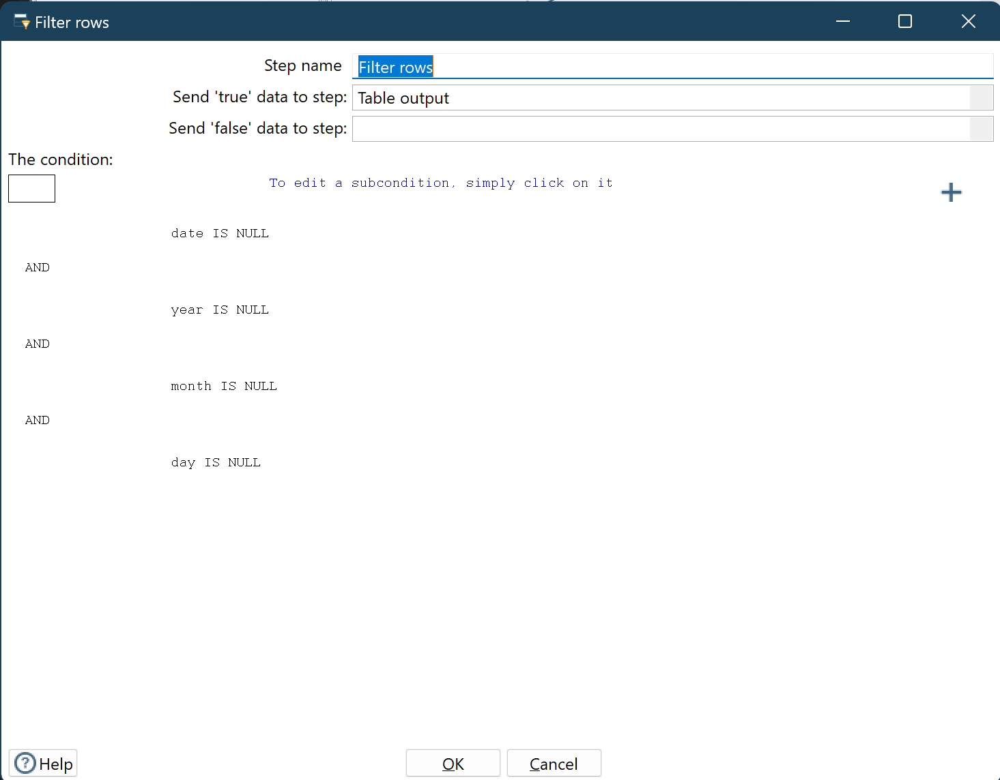 Filter rows
Step name Filter rows
Send 'true' data to step: Table output
Send 'false' data to step:
The condition:
To edit a subcondition, simply click on it
date IS NULL
AND
year IS NULL
AND
month IS NULL
AND
day IS NULL
Help OK Cancel